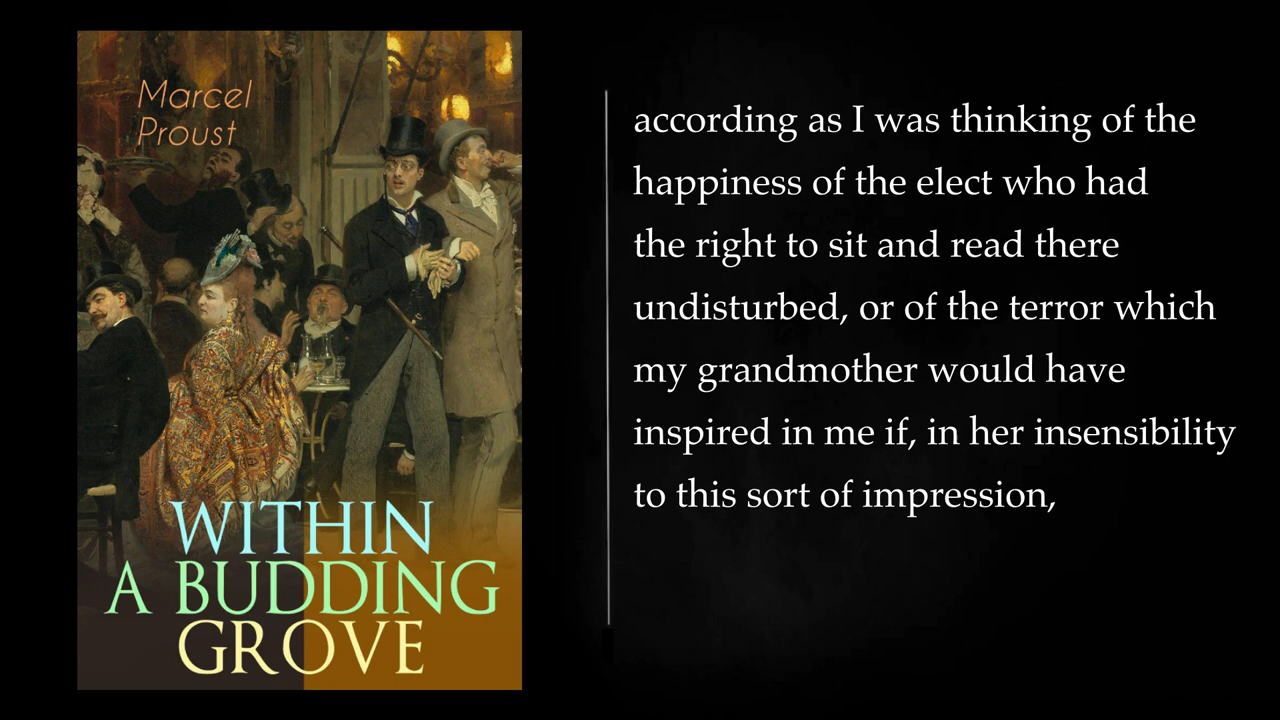 Marcel
Proust
WITHIN
A BUDDING
GROVE
according as I was thinking of the
happiness of the elect who had
the right to sit and read there
undisturbed, or of the terror which
my grandmother would have
inspired in me if, in her insensibility
to this sort of impression,